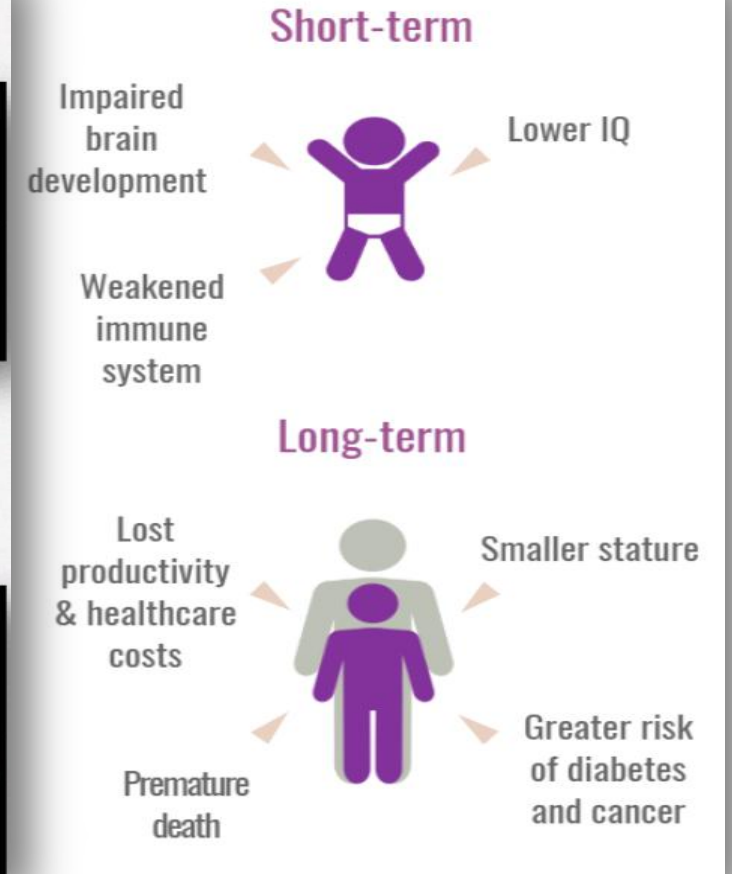 Short-term
Impaired
brain
development
Lower IQ
Weakened
immune
system
Long-term
Lost
productivity
& healthcare
costs
Smaller stature
Premature
death
Greater risk
of diabetes
and cancer